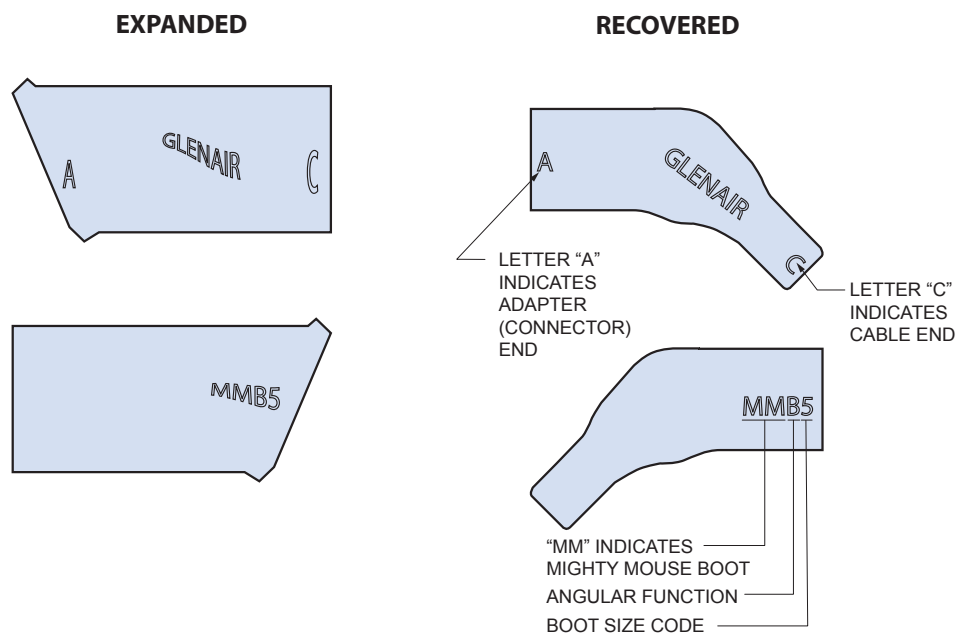 EXPANDED
RECOVERED
A
GLENAIR
C
A
GLENAIR
C
LETTER “A”
INDICATES
ADAPTER
(CONNECTOR)
END
LETTER “C”
INDICATES
CABLE END
MMB5
MMB5
“MM” INDICATES
MIGHTY MOUSE BOOT
ANGULAR FUNCTION
BOOT SIZE CODE